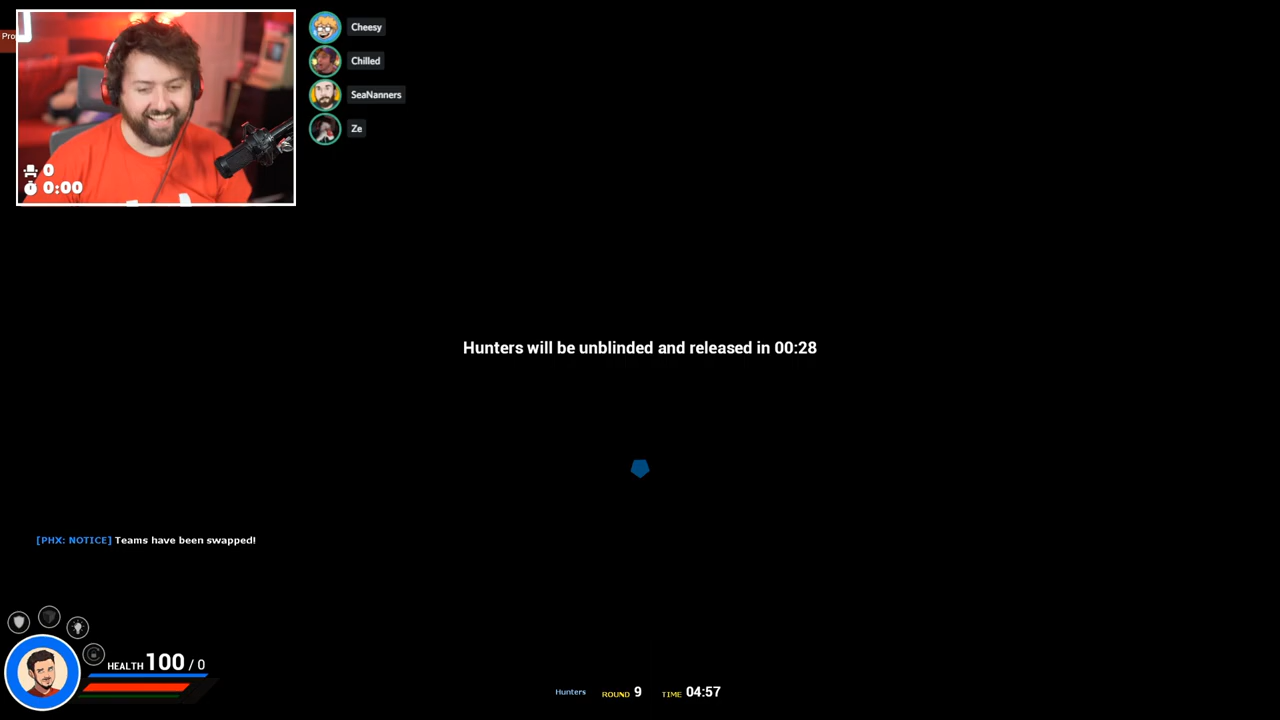 Pro
Cheesy
Chilled
SeaNanners
Ze
0
0:00
Hunters will be unblinded and released in 00:28
[PHX: NOTICE] Teams have been swapped!
HEALTH 100 / 0
Hunters ROUND 9 TIME 04:57